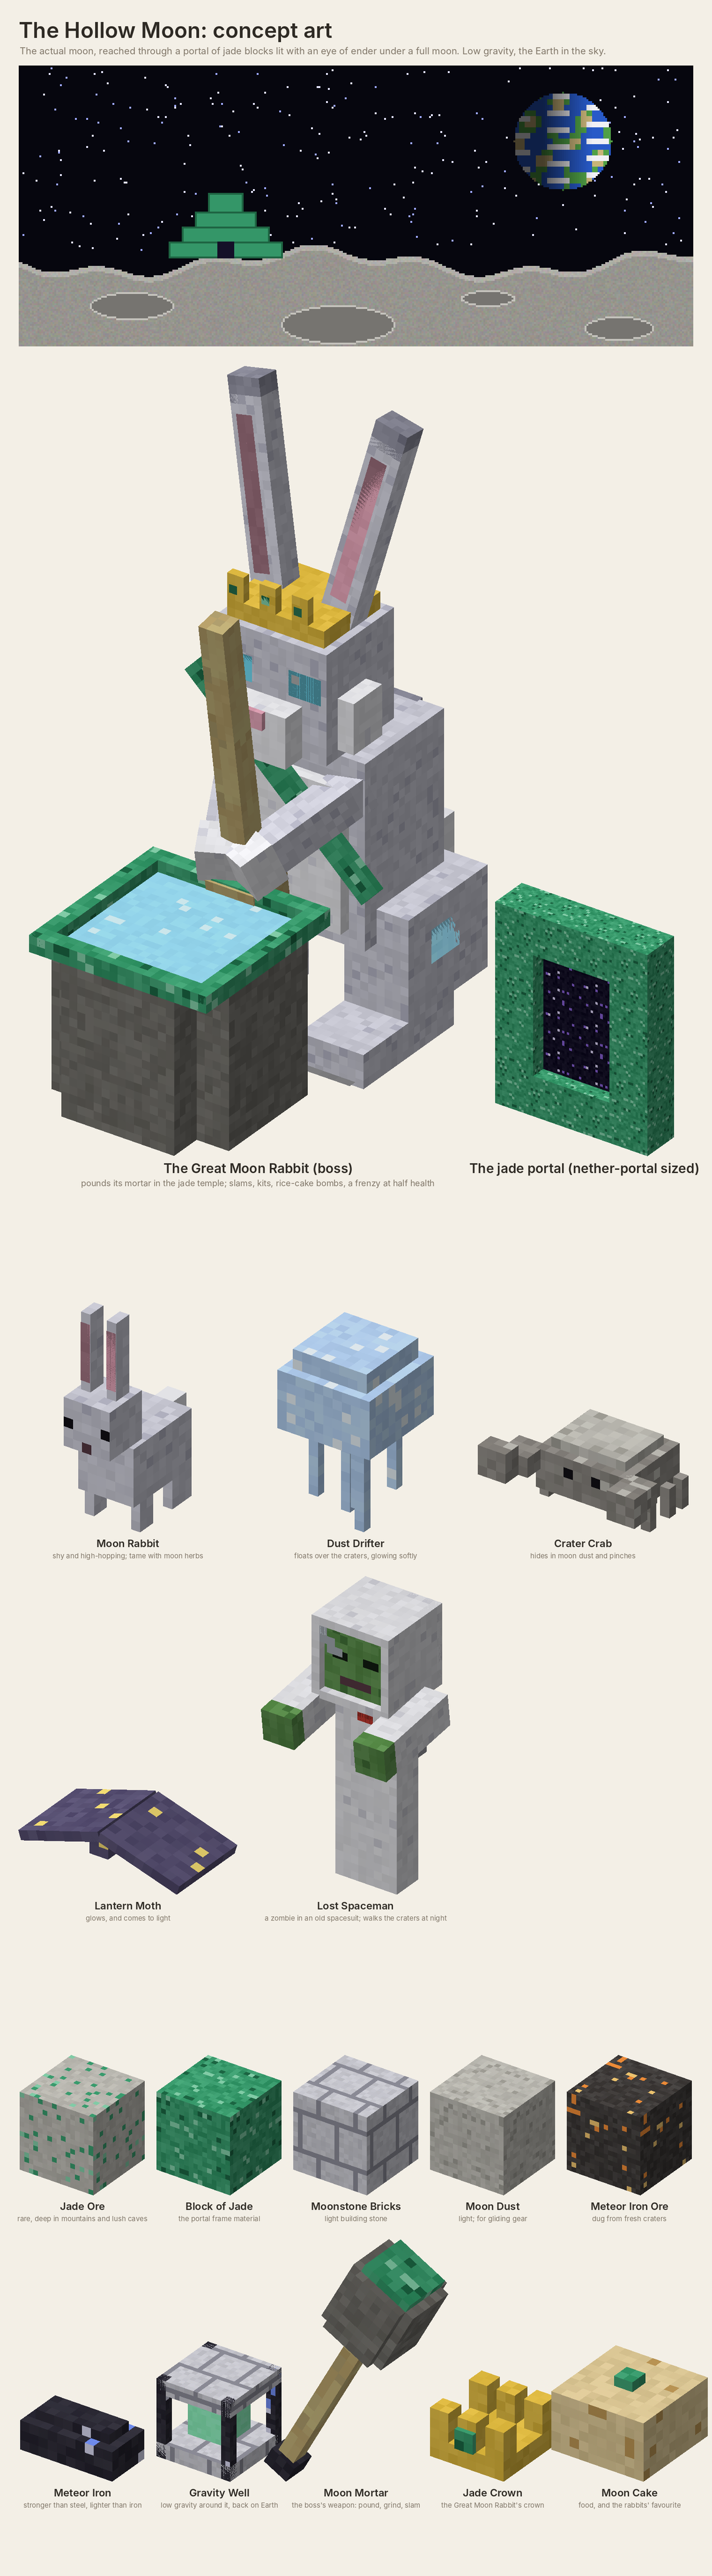 The Hollow Moon: concept art
The actual moon, reached through a portal of jade blocks lit with an eye of ender under a full moon. Low gravity, the Earth in the sky.
The Great Moon Rabbit (boss)
pounds its mortar in the jade temple; slams, kits, rice-cake bombs, a frenzy at half health
The jade portal (nether-portal sized)
Moon Rabbit
shy and high-hopping; tame with moon herbs
Dust Drifter
floats over the craters, glowing softly
Crater Crab
hides in moon dust and pinches
Lantern Moth
glows, and comes to light
Lost Spaceman
a zombie in an old spacesuit; walks the craters at night
Jade Ore
rare, deep in mountains and lush caves
Block of Jade
the portal frame material
Moonstone Bricks
light building stone
Moon Dust
light; for gliding gear
Meteor Iron Ore
dug from fresh craters
Meteor Iron
stronger than steel, lighter than iron
Gravity Well
low gravity around it, back on Earth
Moon Mortar
the boss's weapon: pound, grind, slam
Jade Crown
the Great Moon Rabbit's crown
Moon Cake
food, and the rabbits' favourite